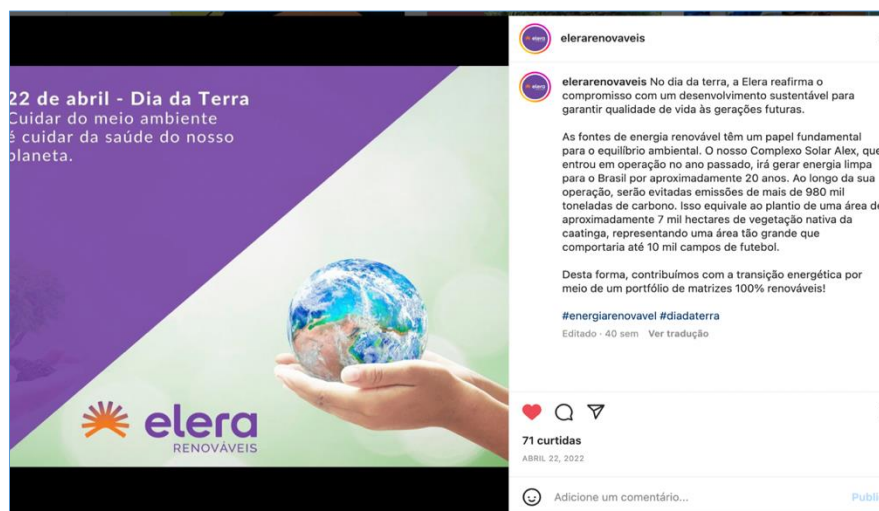 22 de abril - Dia da Terra
Cuidar do meio ambiente
é cuidar da saúde do nosso
planeta.
elera
RENOVÁVEIS
elerarenovaveis
elerarenovaveis No dia da terra, a Elera reafirma o
compromisso com um desenvolvimento sustentável para
garantir qualidade de vida às gerações futuras.
As fontes de energia renovável têm um papel fundamental
para o equilíbrio ambiental. O nosso Complexo Solar Alex, que
entrou em operação no ano passado, irá gerar energia limpa
para o Brasil por aproximadamente 20 anos. Ao longo da sua
operação, serão evitadas emissões de mais de 980 mil
toneladas de carbono. Isso equivale ao plantio de uma área de
aproximadamente 7 mil hectares de vegetação nativa da
caatinga, representando uma área tão grande que
comportaria até 10 mil campos de futebol.
Desta forma, contribuímos com a transição energética por
meio de um portfólio de matrizes 100% renováveis!
#energiarenovavel #diadaterra
Editado · 40 sem Ver tradução
71 curtidas
ABRIL 22, 2022
Adicione um comentário... Public